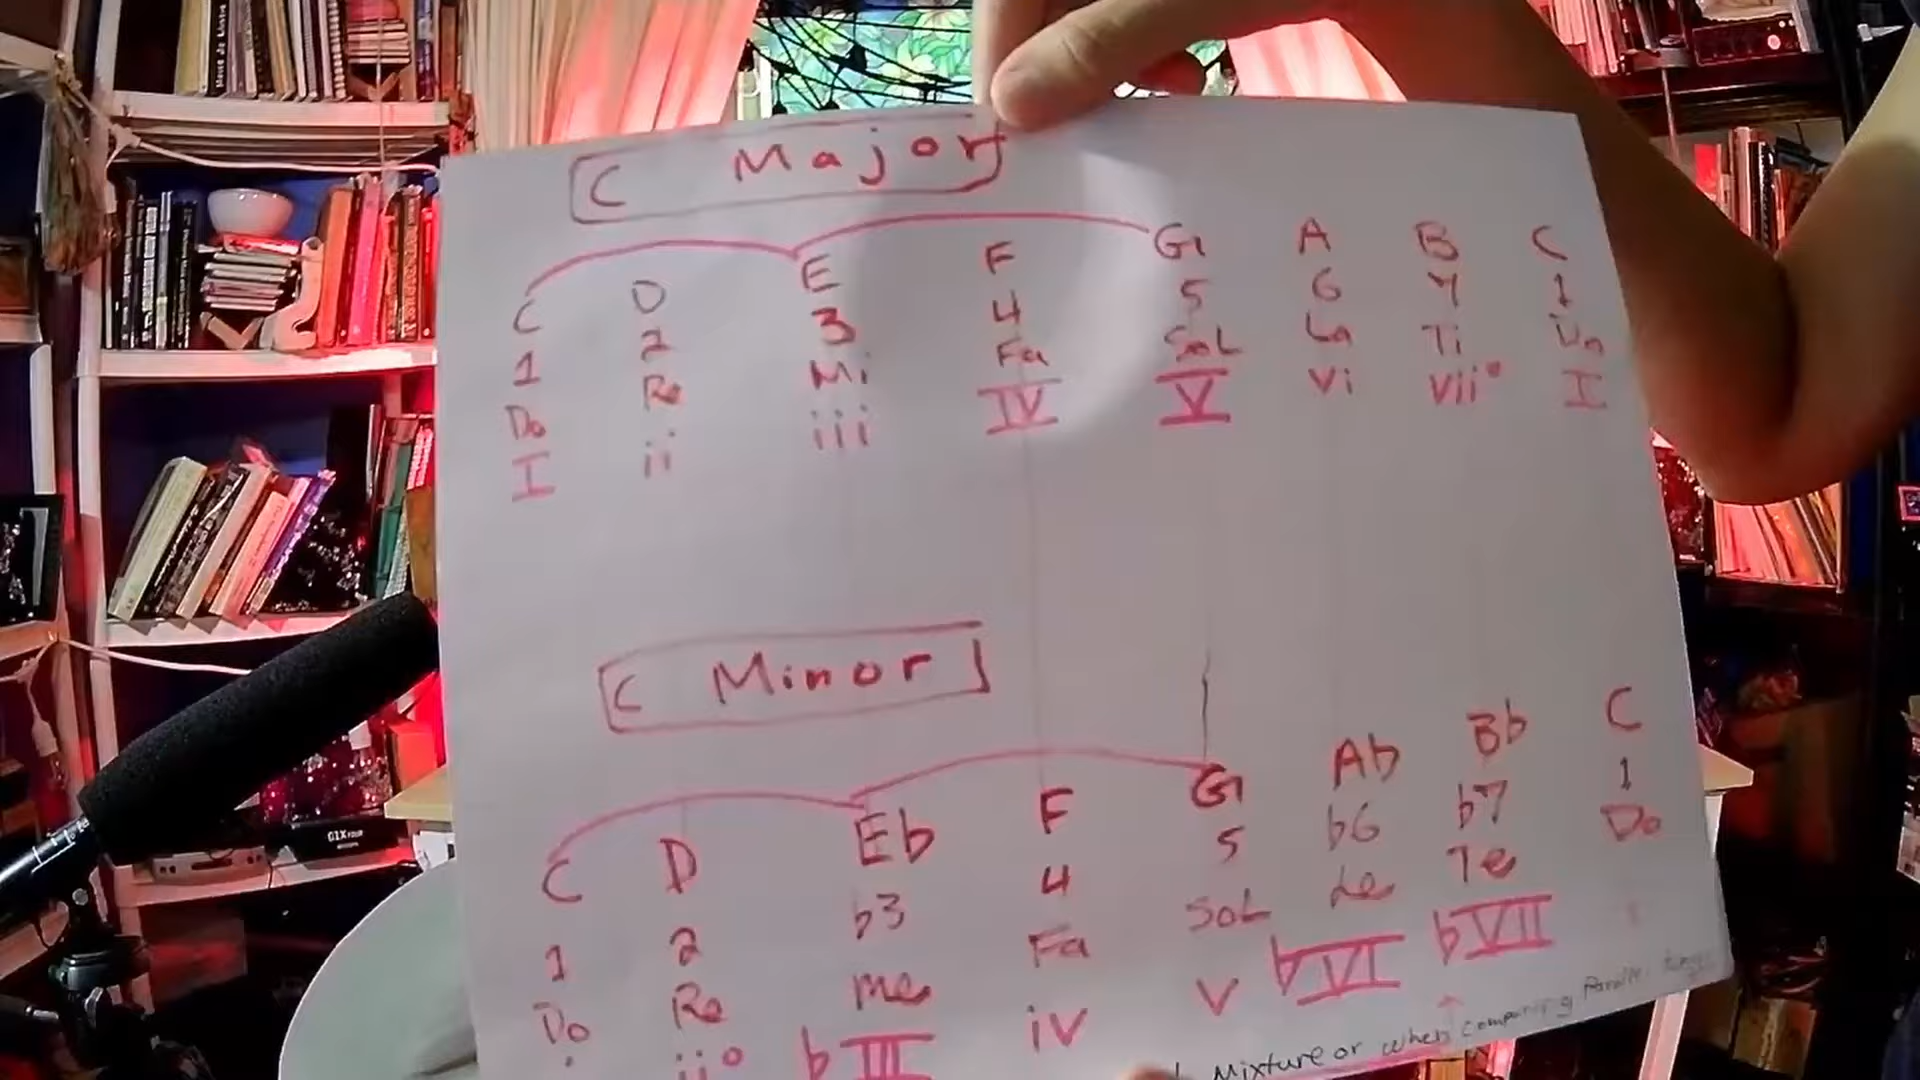 C Major
C D E F G A B C
1 2 3 4 5 6 7 1
Do Re Mi Fa SoL La Ti Do
I ii iii IV V vi vii° I
C Minor
C D Eb F G Ab Bb C
1 2 b3 4 5 b6 b7 1
Do Re me Fa SoL Le Te Do
i ii° bIII iv v bVI bVII
Mixture or when comparing Parallel
GIXFOUR